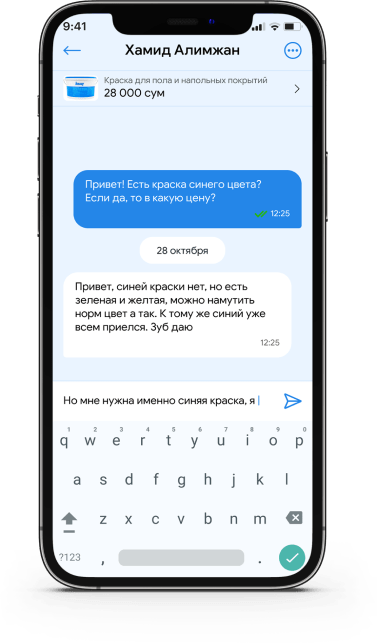 9:41
Хамид Алимжан
Краска для пола и напольных покрытий
28 000 сум
Привет! Есть краска синего цвета?
Если да, то в какую цену?
12:25
28 октября
Привет, синей краски нет, но есть
зеленая и желтая, можно намутить
норм цвет а так. К тому же синий уже
всем приелся. Зуб даю
12:25
Но мне нужна именно синяя краска, я
1 2 3 4 5 6 7 8 9 0
q w e r t y u i o p
a s d f g h j k l
z x c v b n m
?123 , .